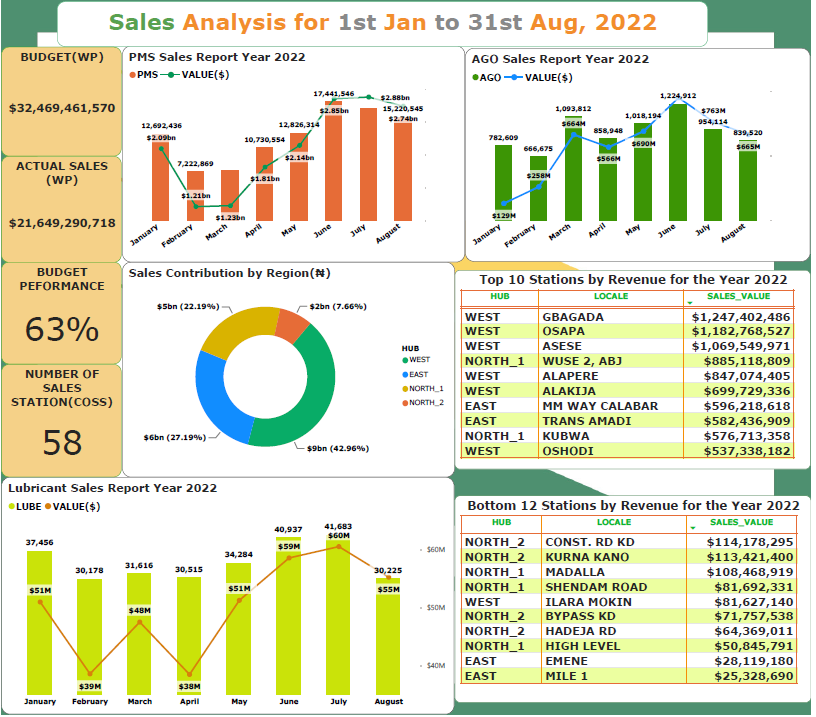 Sales Analysis for 1st Jan to 31st Aug, 2022
BUDGET(WP)
$32,469,461,570
ACTUAL SALES
(WP)
$21,649,290,718
BUDGET
PEFORMANCE
63%
NUMBER OF
SALES
STATION(COSS)
58
PMS Sales Report Year 2022
PMS VALUE($)
12,692,436
$2.09bn
7,222,869
$1.21bn
$1.23bn
10,730,554
$1.81bn
12,826,314
$2.14bn
17,441,546
$2.85bn
$2.88bn
15,220,545
$2.74bn
January February March April May June July August
AGO Sales Report Year 2022
AGO VALUE($)
782,609
$129M
666,675
$258M
1,093,812
$664M
858,948
$566M
1,018,194
$690M
1,224,912
$763M
954,114
839,520
$665M
January February March April May June July August
Sales Contribution by Region(₦)
$5bn (22.19%)
$2bn (7.66%)
$6bn (27.19%)
$9bn (42.96%)
HUB
WEST
EAST
NORTH_1
NORTH_2
Top 10 Stations by Revenue for the Year 2022
HUB LOCALE SALES_VALUE
WEST GBAGADA $1,247,402,486
WEST OSAPA $1,182,768,527
WEST ASESE $1,069,549,971
NORTH_1 WUSE 2, ABJ $885,118,809
WEST ALAPERE $847,074,405
WEST ALAKIJA $699,729,336
EAST MM WAY CALABAR $596,218,618
EAST TRANS AMADI $582,436,909
NORTH_1 KUBWA $576,713,358
WEST OSHODI $537,338,182
Lubricant Sales Report Year 2022
LUBE VALUE($)
37,456
$51M
30,178
$39M
31,616
$48M
30,515
$38M
34,284
$51M
40,937
$59M
41,683
$60M
30,225
$55M
$60M
$50M
$40M
January February March April May June July August
Bottom 12 Stations by Revenue for the Year 2022
HUB LOCALE SALES_VALUE
NORTH_2 CONST. RD KD $114,178,295
NORTH_2 KURNA KANO $113,421,400
NORTH_1 MADALLA $108,468,919
NORTH_1 SHENDAM ROAD $81,692,331
WEST ILARA MOKIN $81,627,140
NORTH_2 BYPASS KD $71,757,538
NORTH_2 HADEJA RD $64,369,011
NORTH_1 HIGH LEVEL $50,845,791
EAST EMENE $28,119,180
EAST MILE 1 $25,328,690